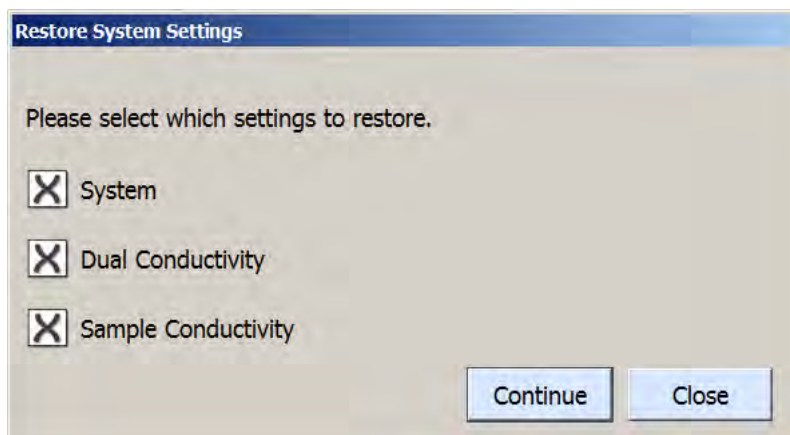 Restore System Settings
Please select which settings to restore.
System
Dual Conductivity
Sample Conductivity
Continue Close